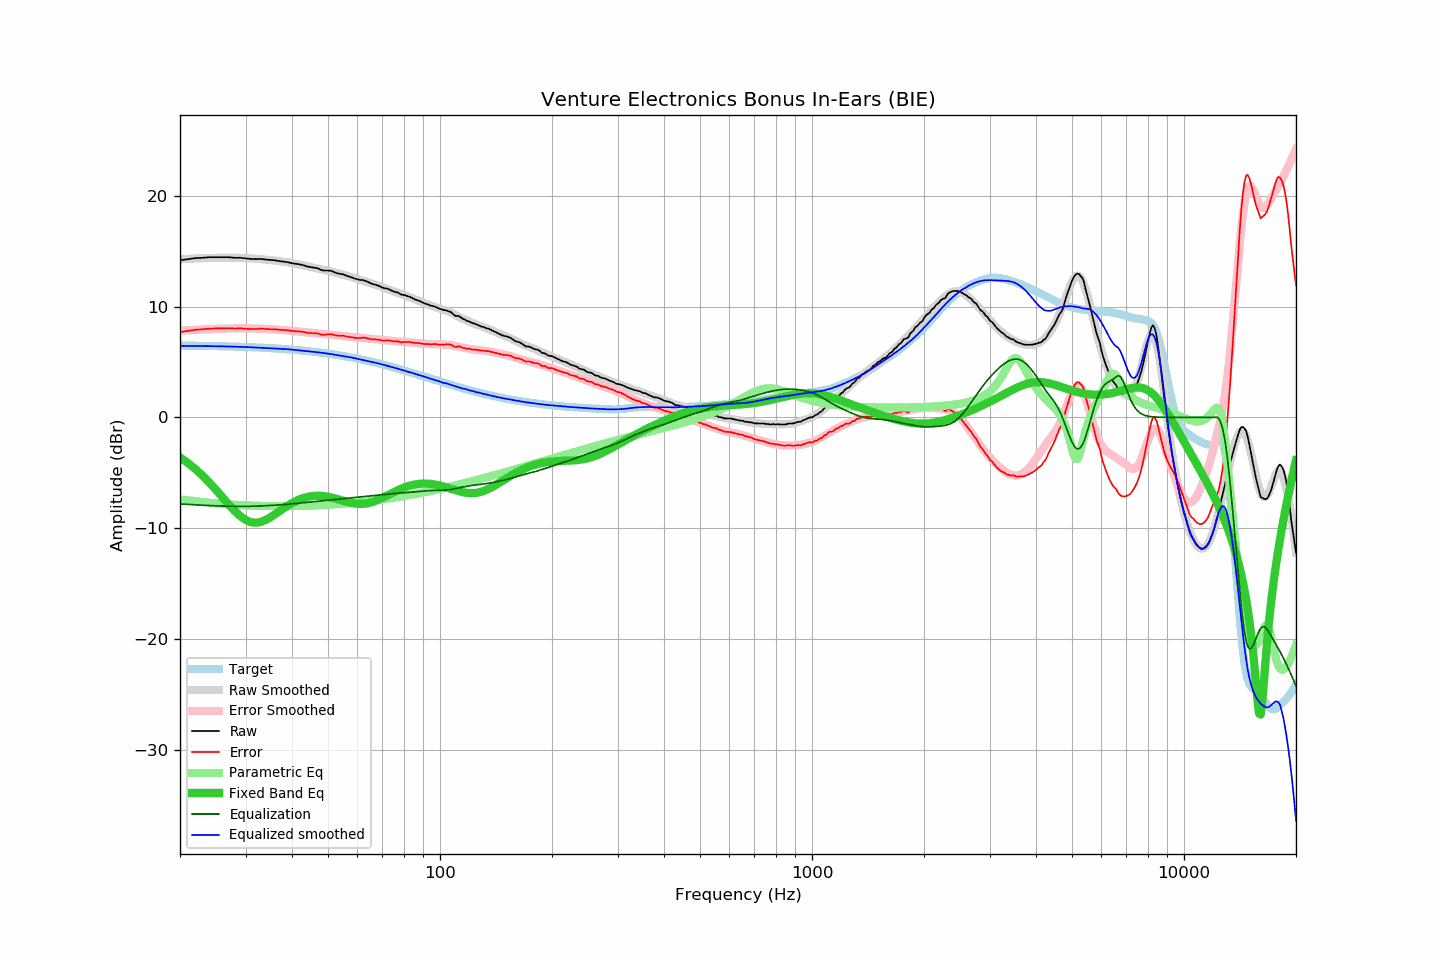 Venture Electronics Bonus In-Ears (BIE)
Amplitude (dBr)
20
10
0
−10
−20
−30
Target
Raw Smoothed
Error Smoothed
Raw
Error
Parametric Eq
Fixed Band Eq
Equalization
Equalized smoothed
100 1000 10000
Frequency (Hz)